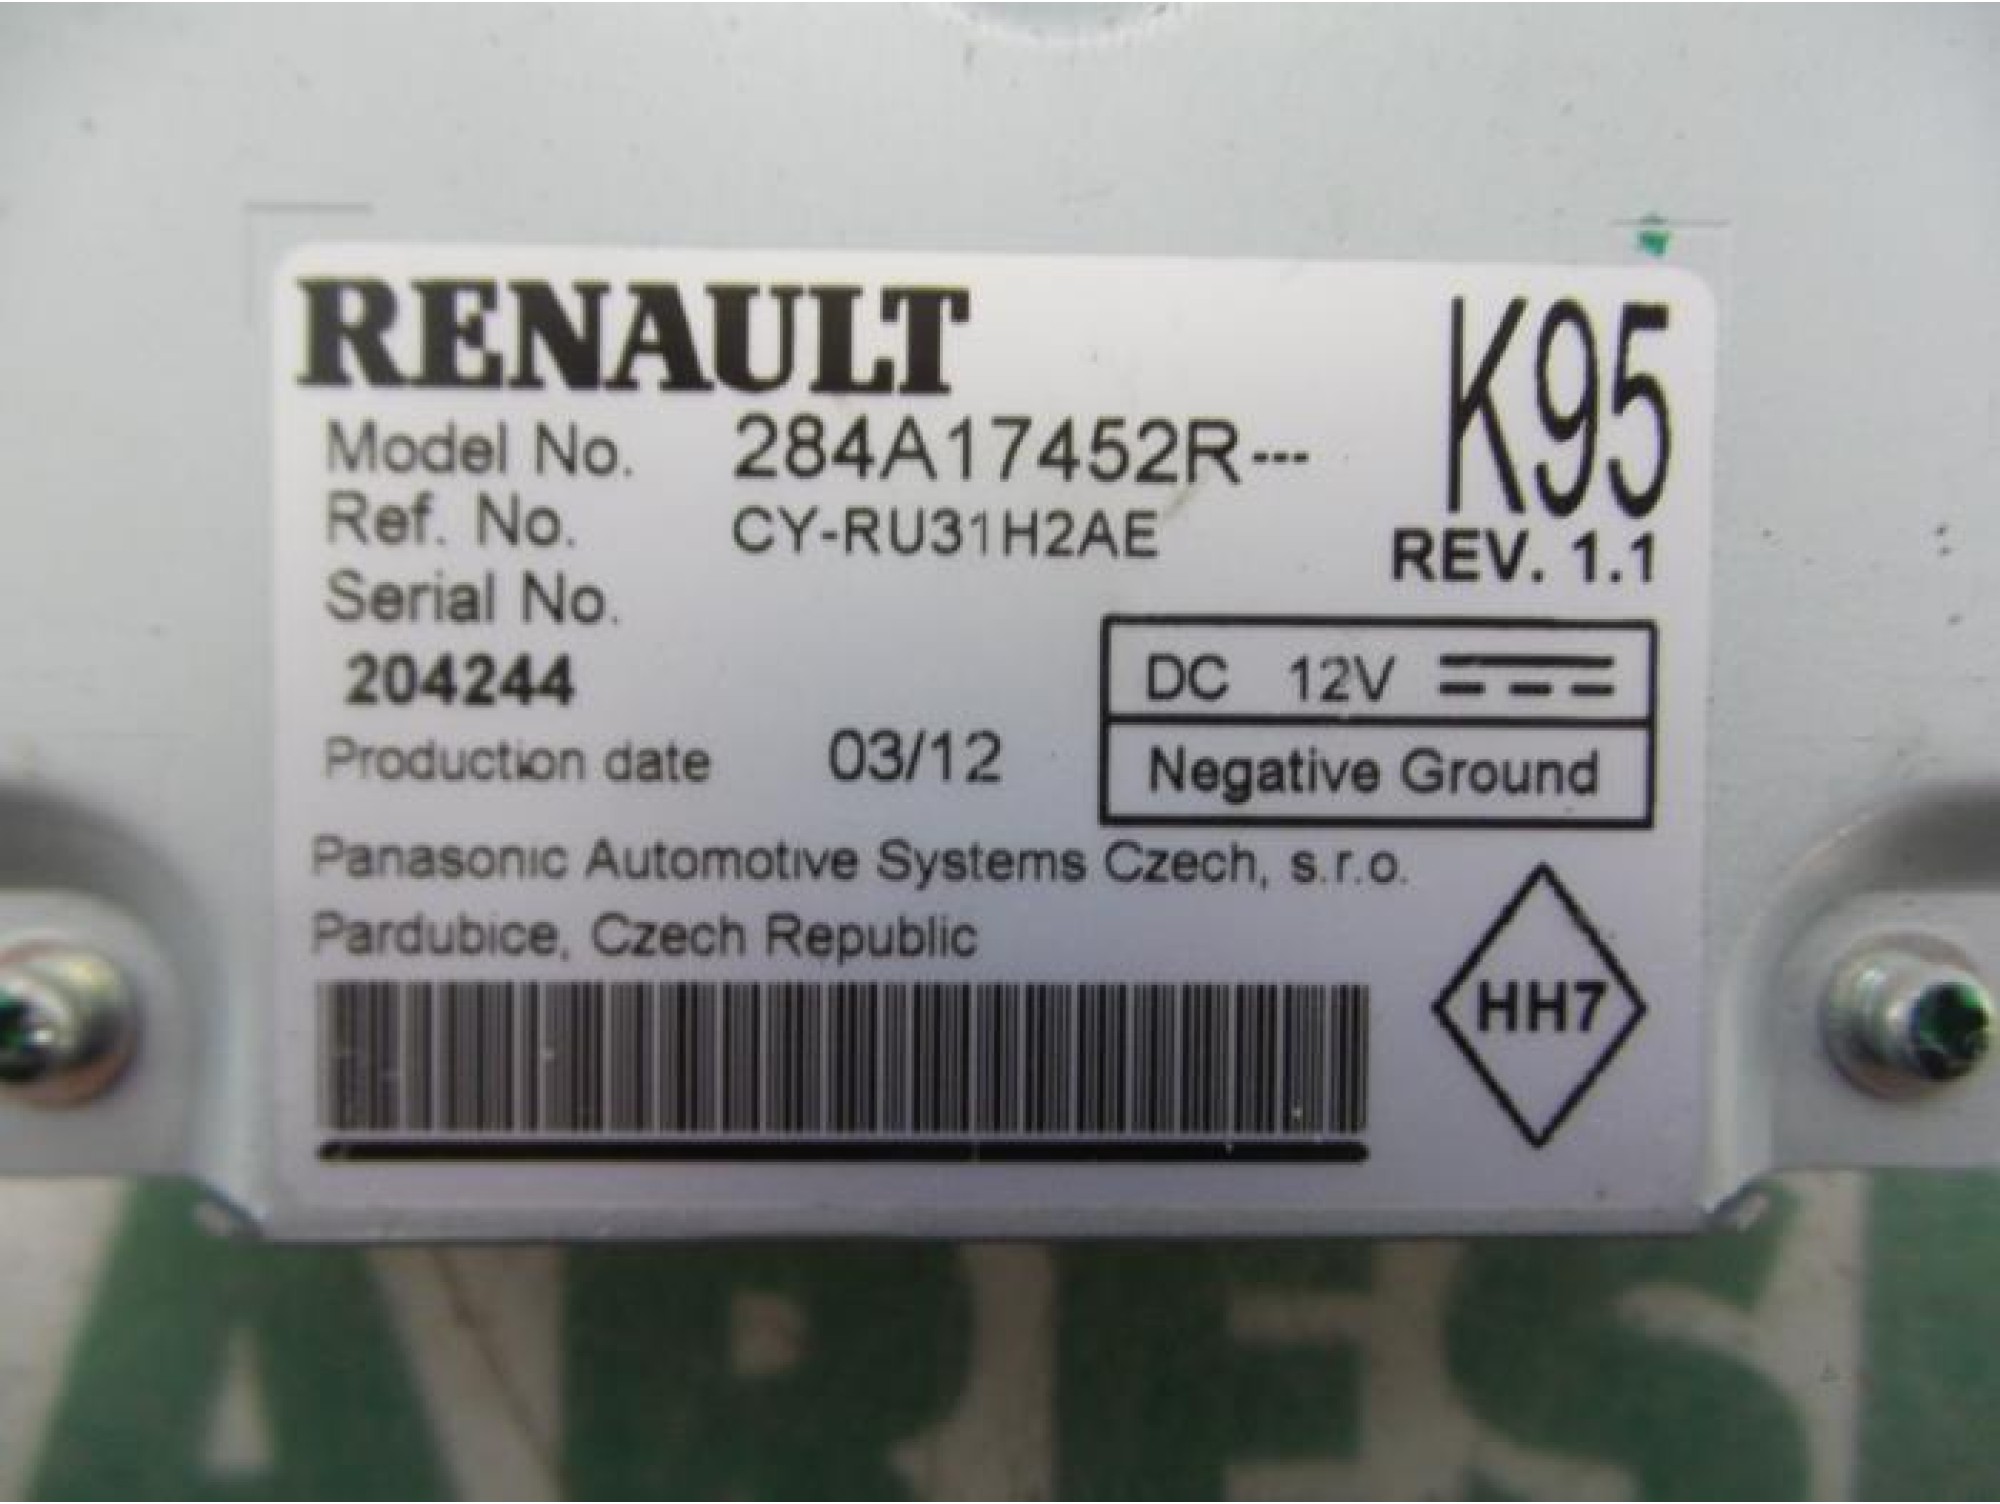 RENAULT
K95
Model No. 284A17452R---
Ref. No. CY-RU31H2AE
REV. 1.1
Serial No.
204244
DC 12V
Production date 03/12
Negative Ground
Panasonic Automotive Systems Czech, s.r.o.
Pardubice, Czech Republic
HH7
ARES